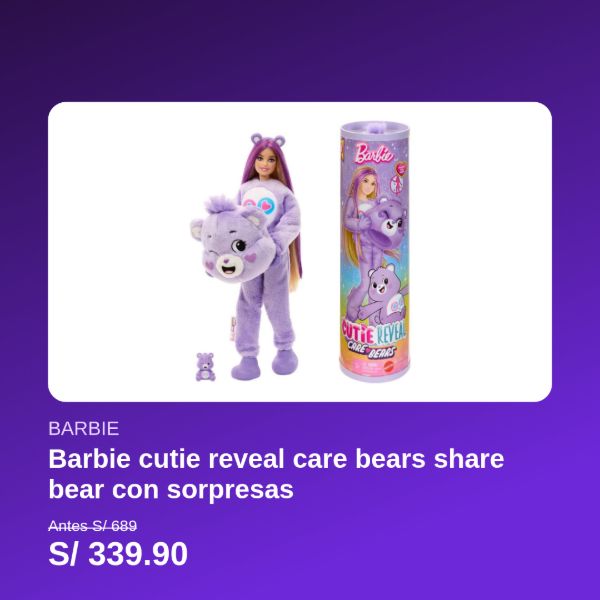 Barbie
CUTIE REVEAL
CARE BEARS
BARBIE
Barbie cutie reveal care bears share
bear con sorpresas
Antes S/ 689
S/ 339.90